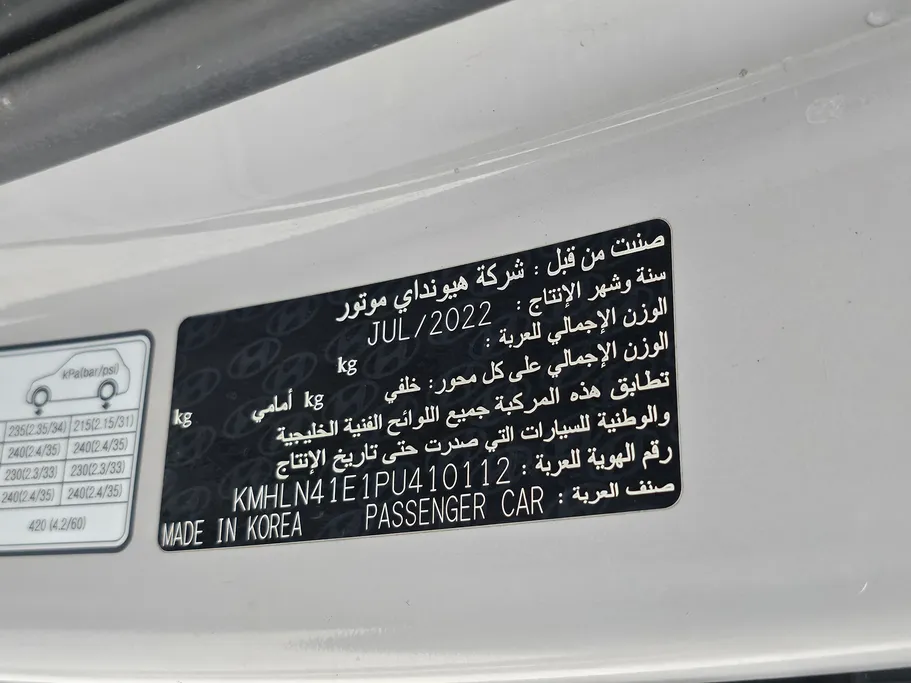 صنت من قبل : شركة هيونداي موتور
سنة وشهر الإنتاج : JUL/2022
الوزن الإجمالي للعربة : kg
الوزن الإجمالي على كل محور: خلفي kg أمامي kg
تطابق هذه المركبة جميع اللوائح الفنية الخليجية
والوطنية للسيارات التي صدرت حتى تاريخ الإنتاج
رقم الهوية للعربة : KMHLN41E1PU410112
صنف العربة : PASSENGER CAR
MADE IN KOREA
kPa(bar/psi)
235(2.35/34) 215(2.15/31)
240(2.4/35) 240(2.4/35)
230(2.3/33) 230(2.3/33)
240(2.4/35) 240(2.4/35)
420 (4.2/60)